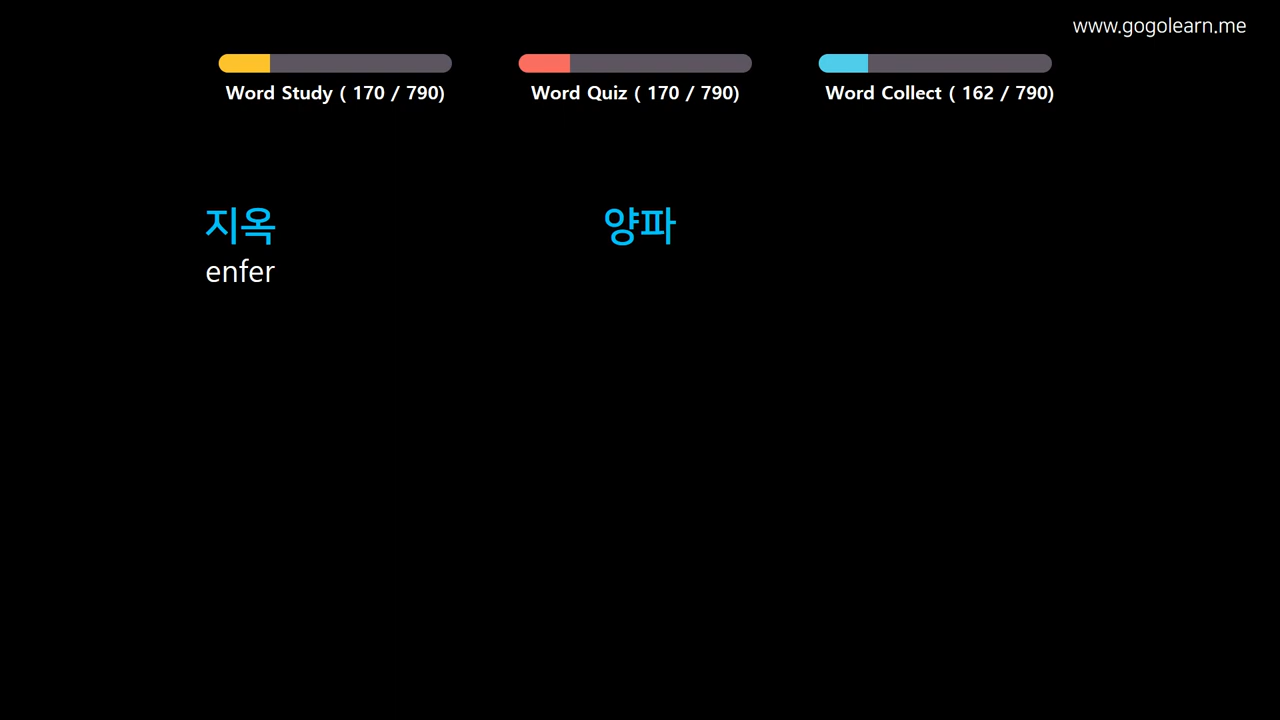 www.gogolearn.me
Word Study ( 170 / 790)
Word Quiz ( 170 / 790)
Word Collect ( 162 / 790)
지옥
enfer
양파